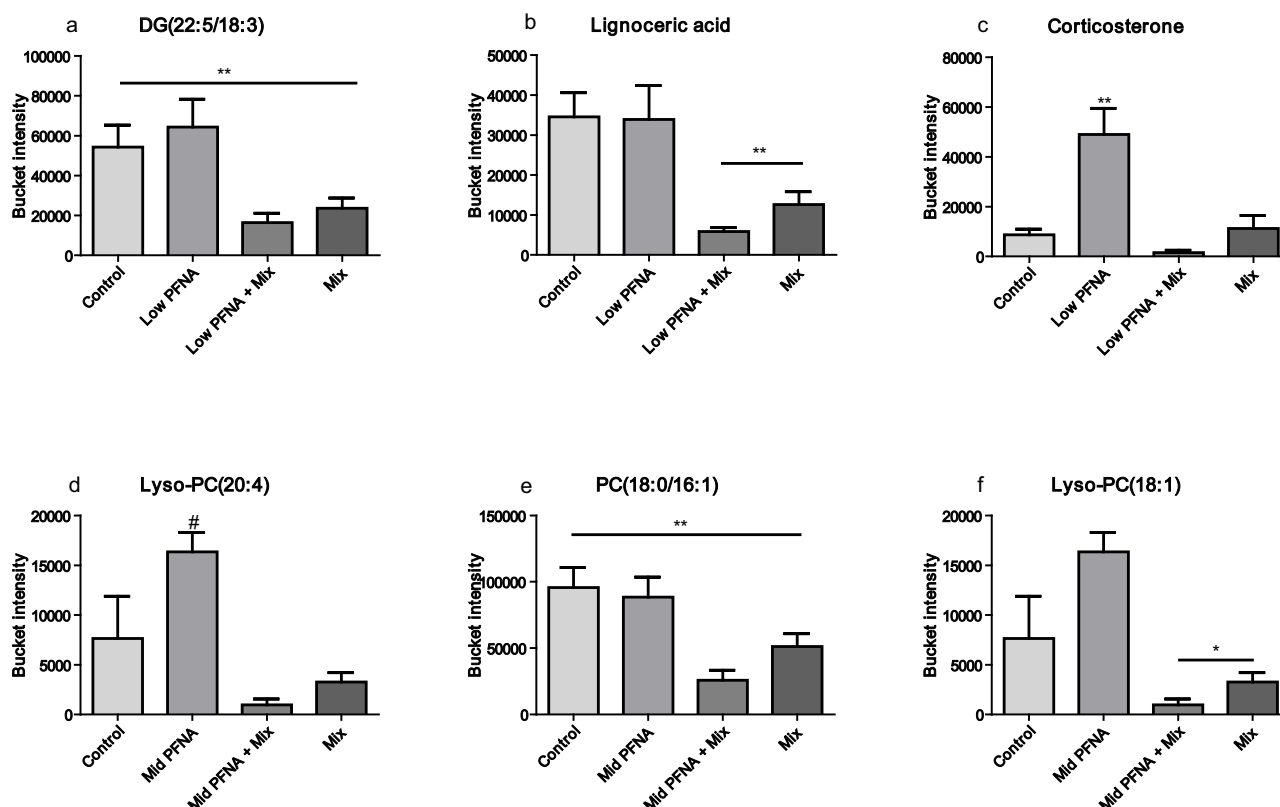 a DG(22:5/18:3)
Bucket intensity
100000
80000
60000
40000
20000
0
**
Control
Low PFNA
Low PFNA + Mix
Mix
b Lignoceric acid
Bucket intensity
50000
40000
30000
20000
10000
0
**
Control
Low PFNA
Low PFNA + Mix
Mix
c Corticosterone
Bucket intensity
80000
60000
40000
20000
0
**
Control
Low PFNA
Low PFNA + Mix
Mix
d Lyso-PC(20:4)
Bucket intensity
20000
15000
10000
5000
0
#
Control
Mid PFNA
Mid PFNA + Mix
Mix
e PC(18:0/16:1)
Bucket intensity
150000
100000
50000
0
**
Control
Mid PFNA
Mid PFNA + Mix
Mix
f Lyso-PC(18:1)
Bucket intensity
20000
15000
10000
5000
0
*
Control
Mid PFNA
Mid PFNA + Mix
Mix